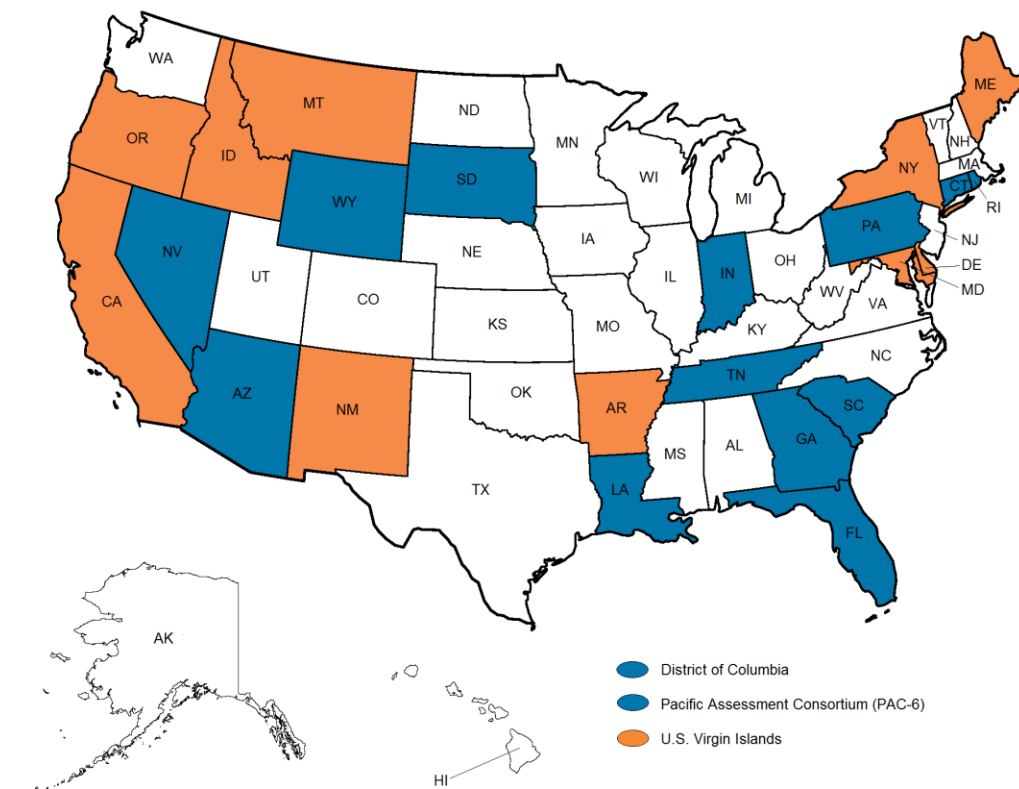 WA
MT
ND
MN
ME
VT
NH
OR
ID
SD
WI
NY
MA
WY
MI
CT
RI
NV
NE
IA
PA
NJ
UT
IL
IN
OH
DE
CA
CO
WV
MD
KS
MO
VA
KY
NC
AZ
NM
OK
AR
TN
SC
MS
AL
GA
TX
LA
FL
AK
HI
District of Columbia
Pacific Assessment Consortium (PAC-6)
U.S. Virgin Islands